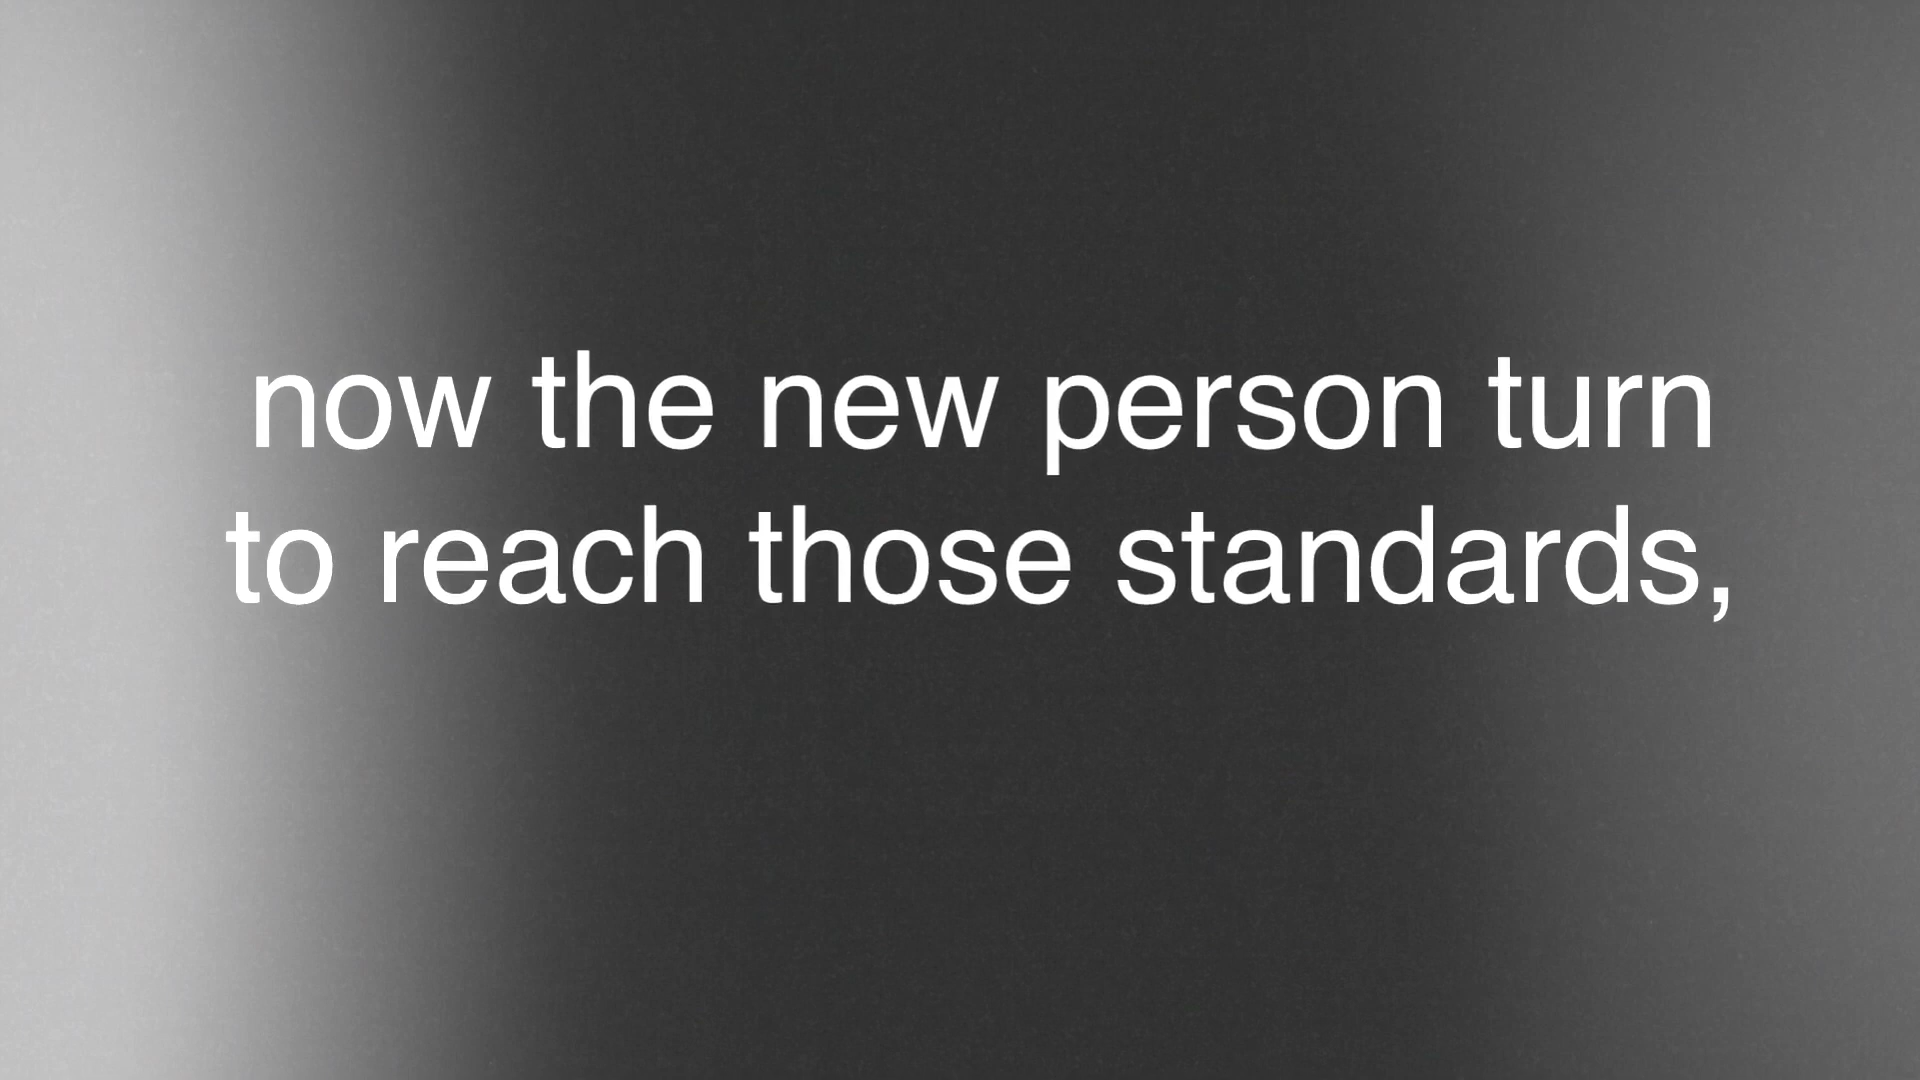 now the new person turn
to reach those standards,